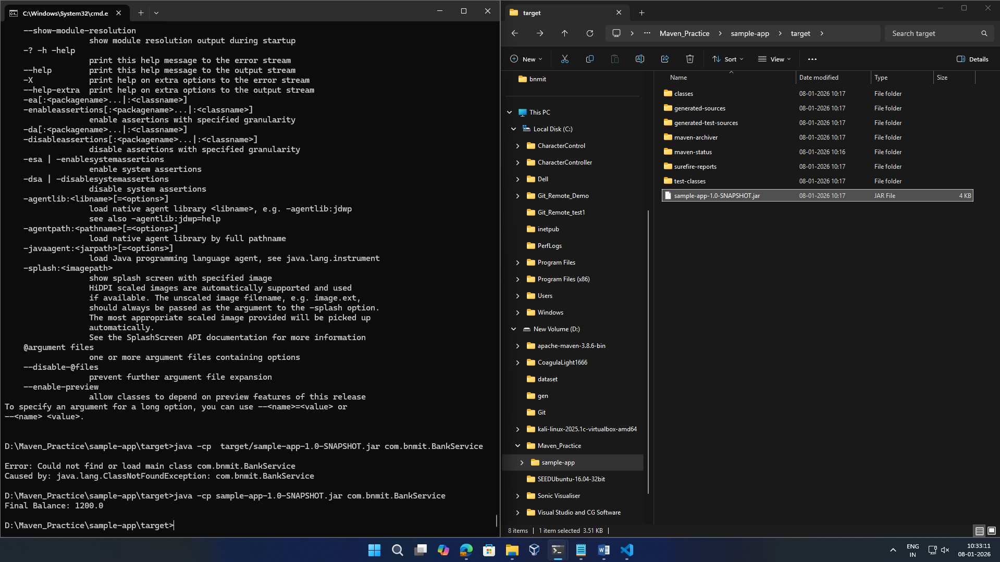 C:\Windows\System32\cmd.e
--show-module-resolution
show module resolution output during startup
-? -h -help
print this help message to the error stream
--help print this help message to the output stream
-X print help on extra options to the error stream
--help-extra print help on extra options to the output stream
-ea[:<packagename>...|:<classname>]
-enableassertions[:<packagename>...|:<classname>]
enable assertions with specified granularity
-da[:<packagename>...|:<classname>]
-disableassertions[:<packagename>...|:<classname>]
disable assertions with specified granularity
-esa | -enablesystemassertions
enable system assertions
-dsa | -disablesystemassertions
disable system assertions
-agentlib:<libname>[=<options>]
load native agent library <libname>, e.g. -agentlib:jdwp
see also -agentlib:jdwp=help
-agentpath:<pathname>[=<options>]
load native agent library by full pathname
-javaagent:<jarpath>[=<options>]
load Java programming language agent, see java.lang.instrument
-splash:<imagepath>
show splash screen with specified image
HiDPI scaled images are automatically supported and used
if available. The unscaled image filename, e.g. image.ext,
should always be passed as the argument to the -splash option.
The most appropriate scaled image provided will be picked up
automatically.
See the SplashScreen API documentation for more information
@argument files
one or more argument files containing options
--disable-@files
prevent further argument file expansion
--enable-preview
allow classes to depend on preview features of this release
To specify an argument for a long option, you can use --<name>=<value> or
--<name> <value>.
D:\Maven_Practice\sample-app\target>java -cp  target/sample-app-1.0-SNAPSHOT.jar com.bnmit.BankService
Error: Could not find or load main class com.bnmit.BankService
Caused by: java.lang.ClassNotFoundException: com.bnmit.BankService
D:\Maven_Practice\sample-app\target>java -cp sample-app-1.0-SNAPSHOT.jar com.bnmit.BankService
Final Balance: 1200.0
D:\Maven_Practice\sample-app\target>
target
Maven_Practice > sample-app > target >
Search target
New
Sort
View
Details
bnmit
This PC
Local Disk (C:)
CharacterControl
CharacterController
Dell
Git_Remote_Demo
Git_Remote_test1
inetpub
PerfLogs
Program Files
Program Files (x86)
Users
Windows
New Volume (D:)
apache-maven-3.8.6-bin
CoagulaLight1666
dataset
gen
Git
kali-linux-2025.1c-virtualbox-amd64
Maven_Practice
sample-app
SEEDUbuntu-16.04-32bit
Sonic Visualiser
Visual Studio and CG Software
Name Date modified Type Size
classes 08-01-2026 10:17 File folder
generated-sources 08-01-2026 10:17 File folder
generated-test-sources 08-01-2026 10:17 File folder
maven-archiver 08-01-2026 10:17 File folder
maven-status 08-01-2026 10:16 File folder
surefire-reports 08-01-2026 10:17 File folder
test-classes 08-01-2026 10:17 File folder
sample-app-1.0-SNAPSHOT.jar 08-01-2026 10:17 JAR File 4 KB
8 items | 1 item selected 3.51 KB |
ENG
IN
10:33:11
08-01-2026